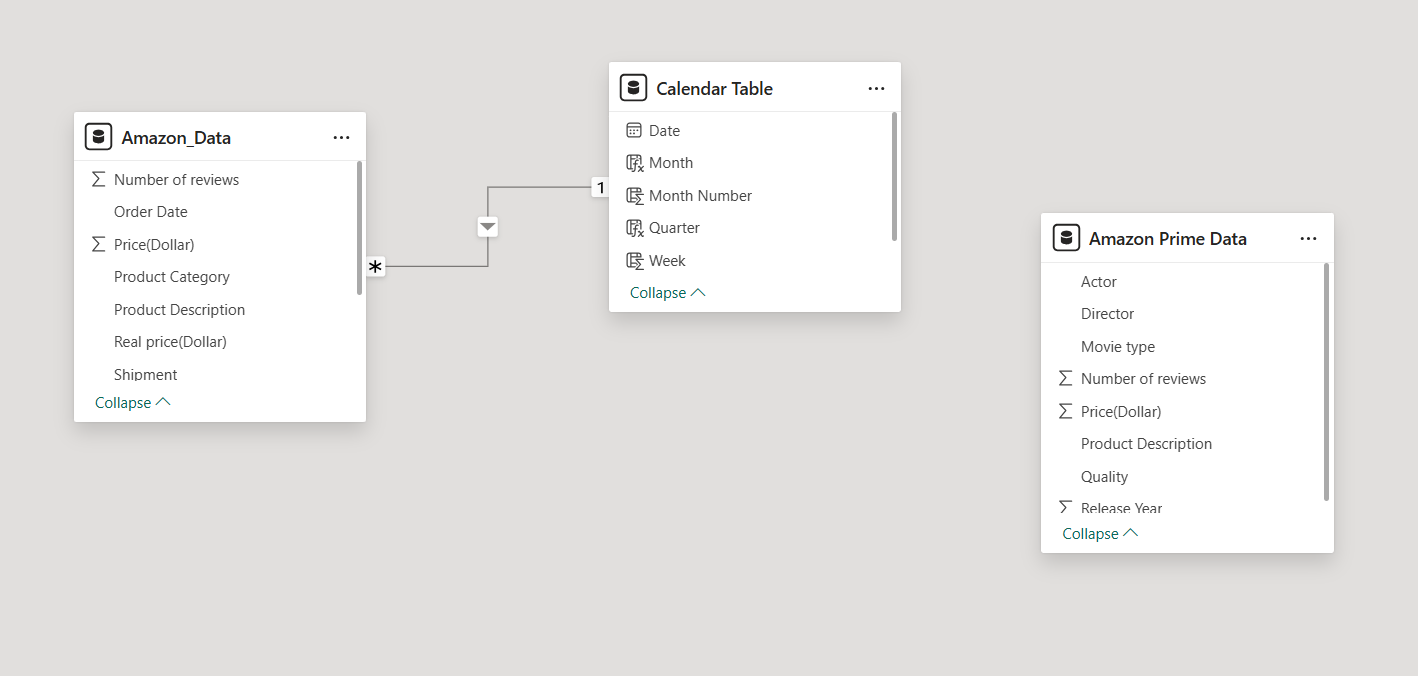 Amazon_Data
Number of reviews
Order Date
Price(Dollar)
Product Category
Product Description
Real price(Dollar)
Shipment
Collapse
*
1
Calendar Table
Date
Month
Month Number
Quarter
Week
Collapse
Amazon Prime Data
Actor
Director
Movie type
Number of reviews
Price(Dollar)
Product Description
Quality
Release Year
Collapse